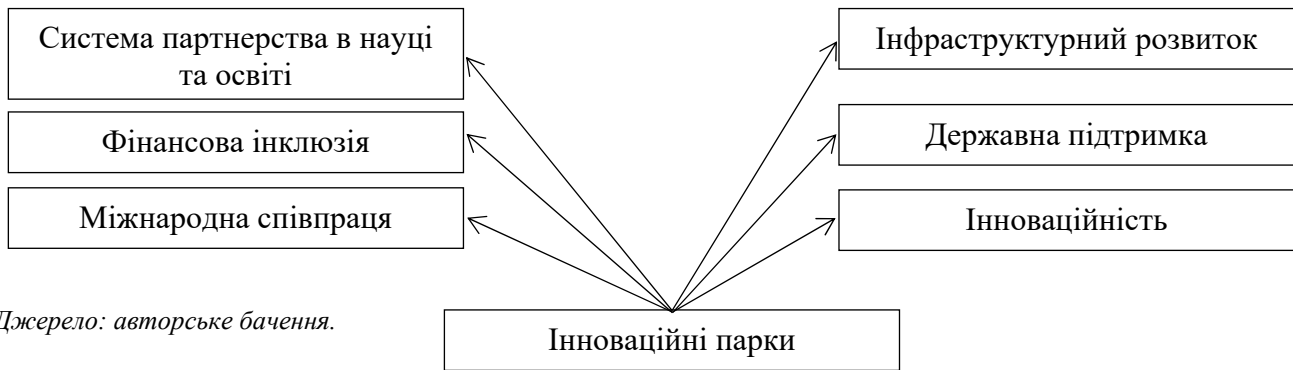 Система партнерства в науці
та освіті
Фінансова інклюзія
Міжнародна співпраця
Інфраструктурний розвиток
Державна підтримка
Інноваційність
Джерело: авторське бачення.
Інноваційні парки